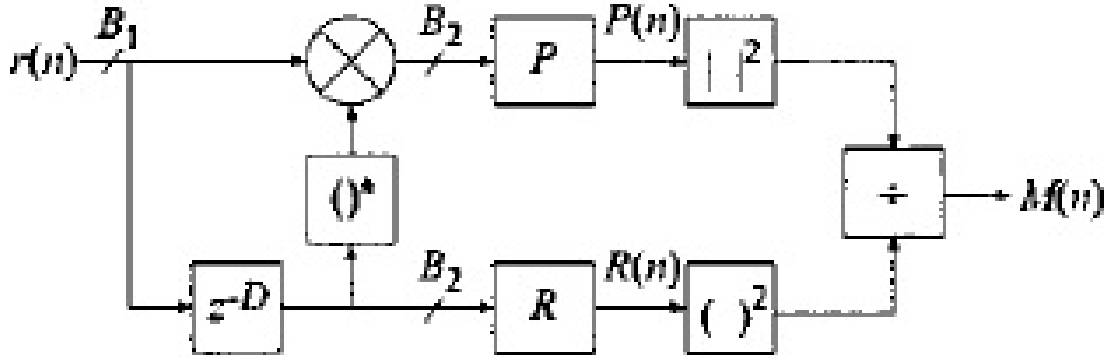 r(n) B₁ B₂ P P(n) | |²
()* ÷ M(n)
z⁻ᴰ B₂ R R(n) ( )²